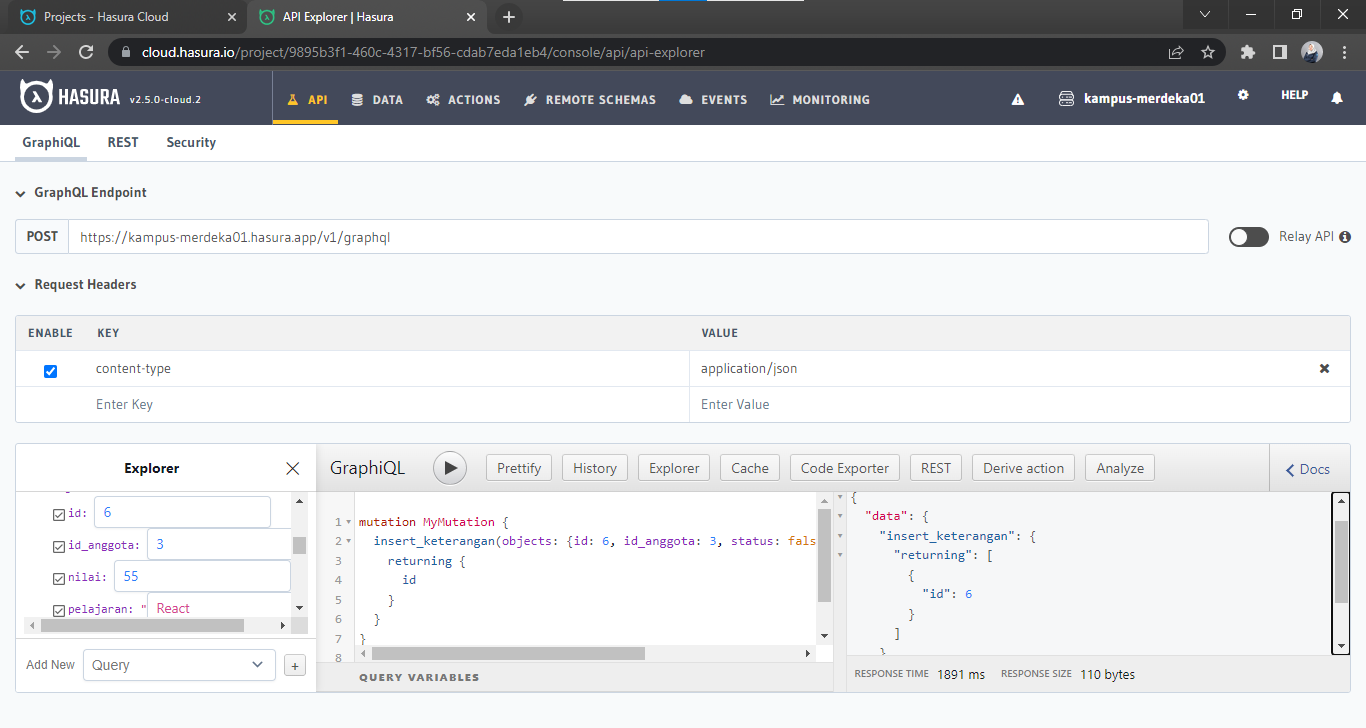 Projects - Hasura Cloud
API Explorer | Hasura
cloud.hasura.io/project/9895b3f1-460c-4317-bf56-cdab7eda1eb4/console/api/api-explorer
HASURA v2.5.0-cloud.2 API DATA ACTIONS REMOTE SCHEMAS EVENTS MONITORING kampus-merdeka01 HELP
GraphiQL REST Security
GraphQL Endpoint
POST https://kampus-merdeka01.hasura.app/v1/graphql Relay API
Request Headers
ENABLE KEY VALUE
content-type application/json
Enter Key Enter Value
Explorer
id: 6
id_anggota: 3
nilai: 55
pelajaran: " React
Add New Query +
GraphiQL Prettify History Explorer Cache Code Exporter REST Derive action Analyze Docs
1 mutation MyMutation {
2 insert_keterangan(objects: {id: 6, id_anggota: 3, status: fals
3 returning {
4 id
5 }
6 }
7 }
8
QUERY VARIABLES
{
"data": {
"insert_keterangan": {
"returning": [
{
"id": 6
}
]
}
RESPONSE TIME 1891 ms RESPONSE SIZE 110 bytes